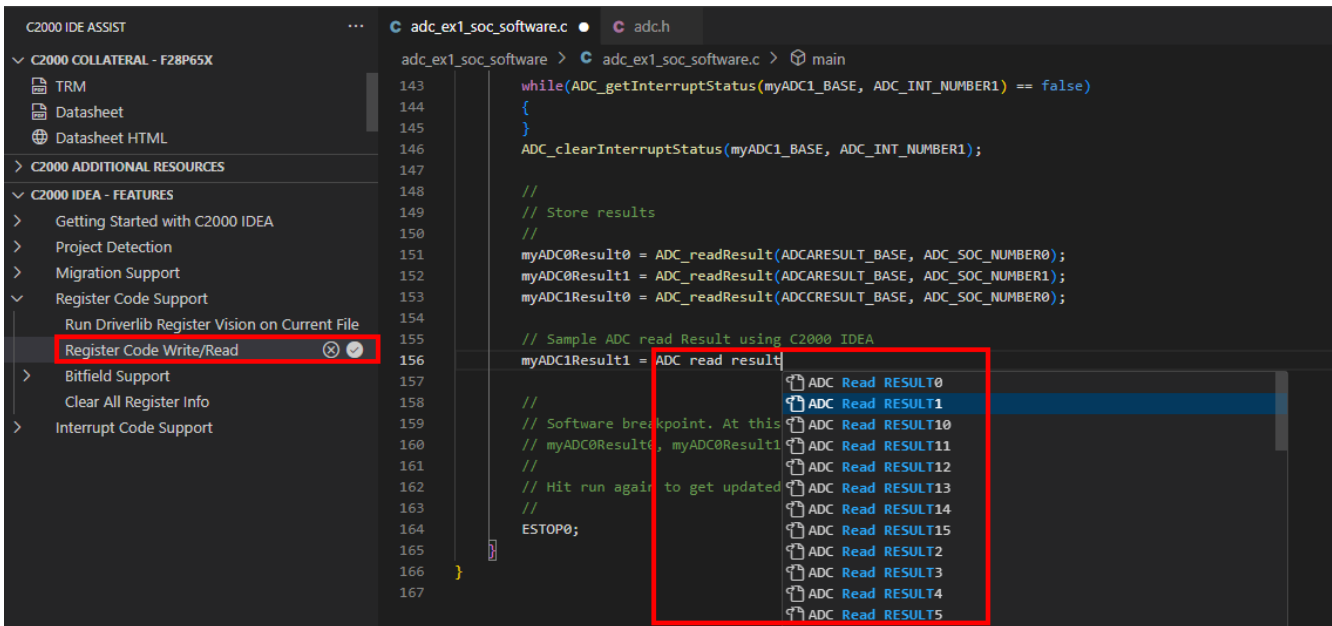 C2000 IDE ASSIST ···
C2000 COLLATERAL - F28P65X
TRM
Datasheet
Datasheet HTML
C2000 ADDITIONAL RESOURCES
C2000 IDEA - FEATURES
Getting Started with C2000 IDEA
Project Detection
Migration Support
Register Code Support
Run Driverlib Register Vision on Current File
Register Code Write/Read
Bitfield Support
Clear All Register Info
Interrupt Code Support
C adc_ex1_soc_software.c ● C adc.h
adc_ex1_soc_software > C adc_ex1_soc_software.c > main
143 while(ADC_getInterruptStatus(myADC1_BASE, ADC_INT_NUMBER1) == false)
144 {
145 }
146 ADC_clearInterruptStatus(myADC1_BASE, ADC_INT_NUMBER1);
147
148 //
149 // Store results
150 //
151 myADC0Result0 = ADC_readResult(ADCARESULT_BASE, ADC_SOC_NUMBER0);
152 myADC0Result1 = ADC_readResult(ADCARESULT_BASE, ADC_SOC_NUMBER1);
153 myADC1Result0 = ADC_readResult(ADCCRESULT_BASE, ADC_SOC_NUMBER0);
154
155 // Sample ADC read Result using C2000 IDEA
156 myADC1Result1 = ADC read result
157
158 //
159 // Software breakpoint. At this
160 // myADC0Result0, myADC0Result1
161 //
162 // Hit run again to get updated
163 //
164 ESTOP0;
165 }
166 }
167
ADC Read RESULT0
ADC Read RESULT1
ADC Read RESULT10
ADC Read RESULT11
ADC Read RESULT12
ADC Read RESULT13
ADC Read RESULT14
ADC Read RESULT15
ADC Read RESULT2
ADC Read RESULT3
ADC Read RESULT4
ADC Read RESULT5